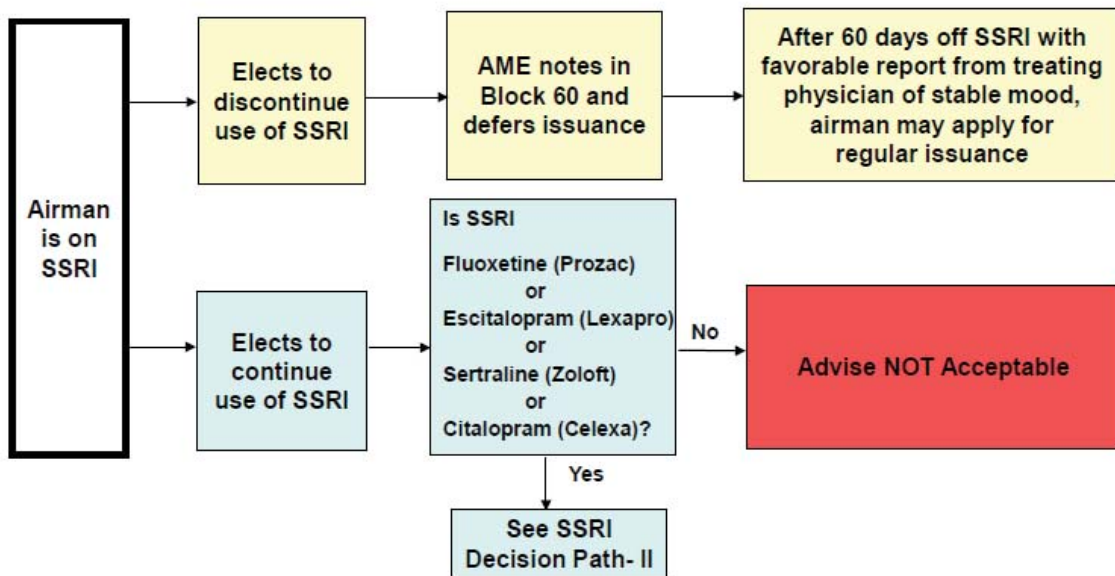 Airman
is on
SSRI
Elects to
discontinue
use of SSRI
AME notes in
Block 60 and
defers issuance
After 60 days off SSRI with
favorable report from treating
physician of stable mood,
airman may apply for
regular issuance
Elects to
continue
use of SSRI
Is SSRI
Fluoxetine (Prozac)
or
Escitalopram (Lexapro)
or
Sertraline (Zoloft)
or
Citalopram (Celexa)?
No
Advise NOT Acceptable
Yes
See SSRI
Decision Path- II